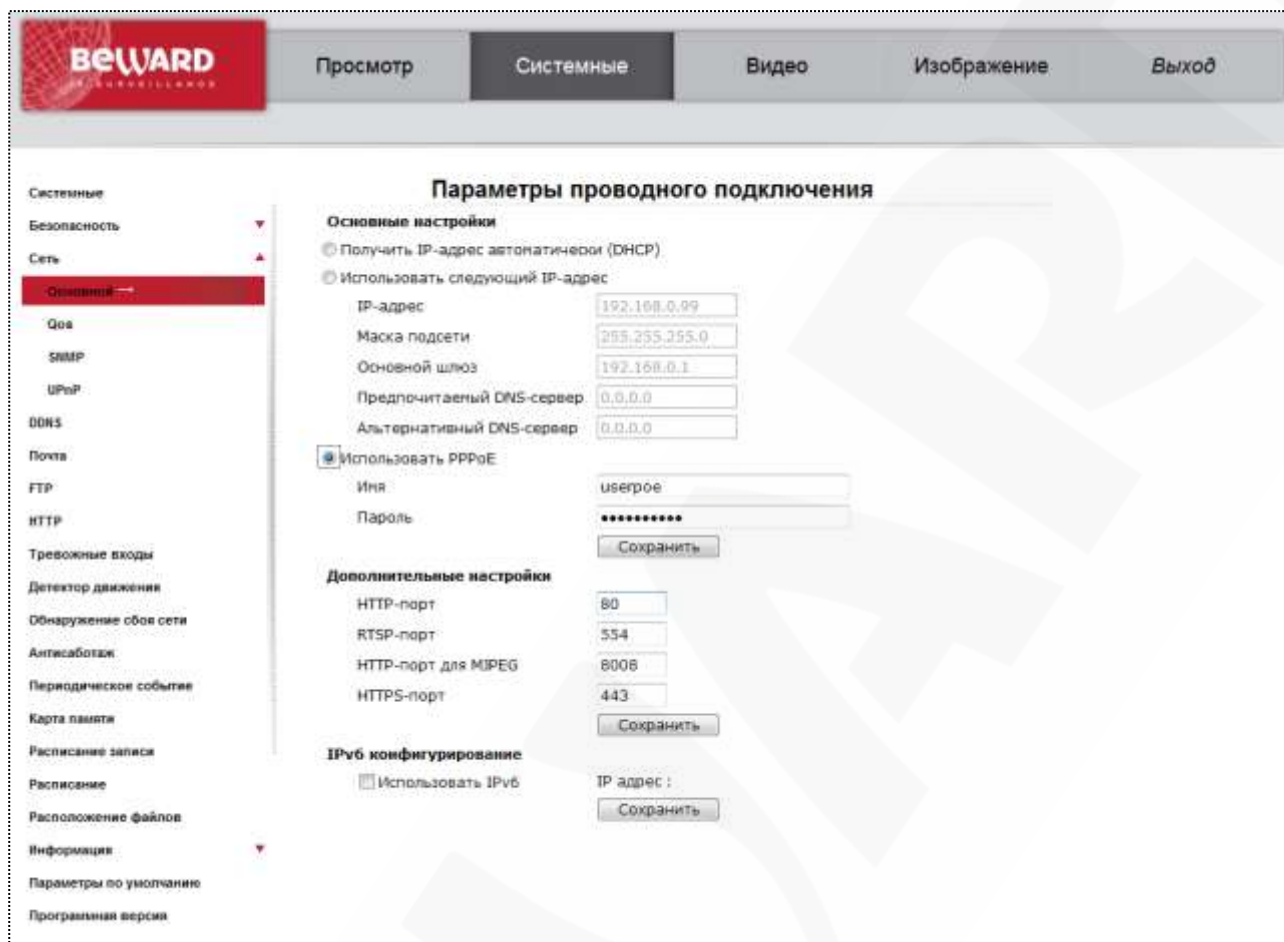 BEWARD
IP SURVEILLANCE
Просмотр
Системные
Видео
Изображение
Выход
Системные
Безопасность
Сеть
Основной
Qos
SNMP
UPnP
DDNS
Почта
FTP
HTTP
Тревожные входы
Детектор движения
Обнаружение сбоя сети
Антисаботаж
Периодическое событие
Карта памяти
Расписание записи
Расписание
Расположение файлов
Информация
Параметры по умолчанию
Программная версия
Параметры проводного подключения
Основные настройки
Получить IP-адрес автоматически (DHCP)
Использовать следующий IP-адрес
IP-адрес 192.168.0.99
Маска подсети 255.255.255.0
Основной шлюз 192.168.0.1
Предпочитаемый DNS-сервер 0.0.0.0
Альтернативный DNS-сервер 0.0.0.0
Использовать PPPoE
Имя userpoe
Пароль ••••••••••
Сохранить
Дополнительные настройки
HTTP-порт 80
RTSP-порт 554
HTTP-порт для MJPEG 8008
HTTPS-порт 443
Сохранить
IPv6 конфигурирование
Использовать IPv6 IP адрес :
Сохранить